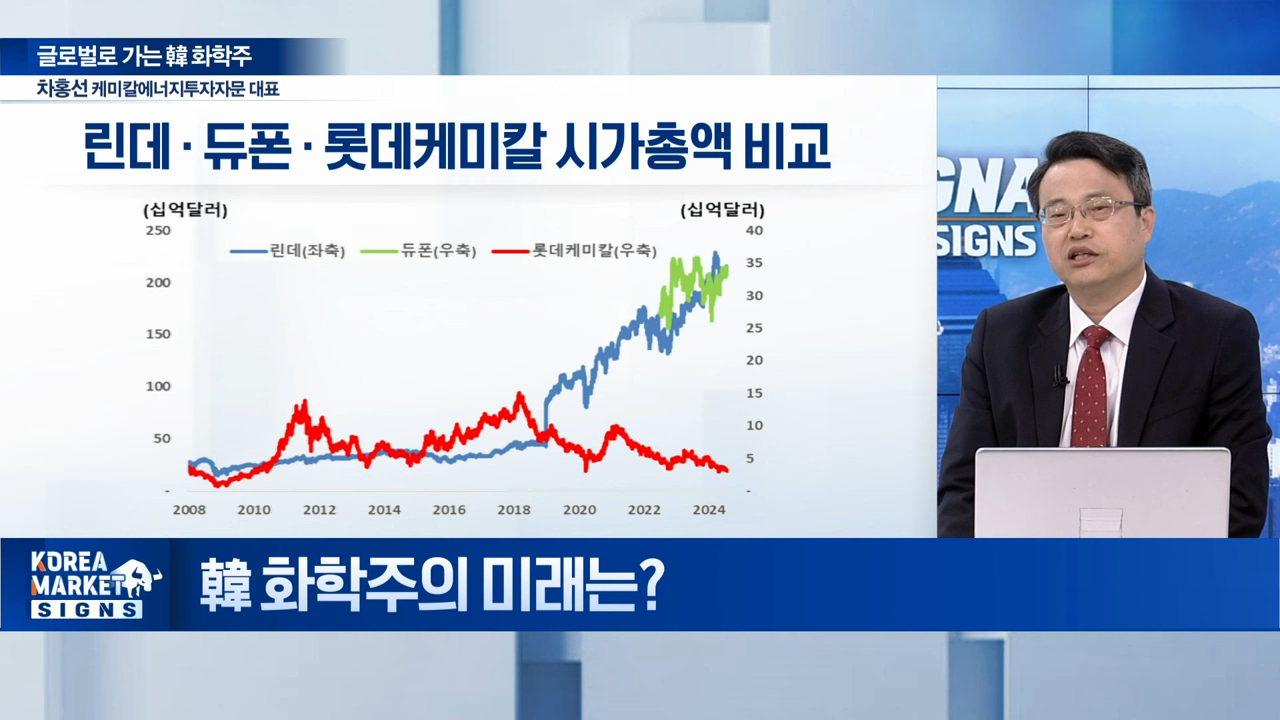 글로벌로 가는 韓 화학주
차홍선 케미칼에너지투자자문 대표
린데 · 듀폰 · 롯데케미칼 시가총액 비교
(십억달러) (십억달러)
린데(좌축) 듀폰(우축) 롯데케미칼(우축)
250 40
35
200 30
150 25
20
100 15
10
50 5
- -
2008 2010 2012 2014 2016 2018 2020 2022 2024
GNA
SIGNS
KOREA
MARKET
SIGNS
韓 화학주의 미래는?